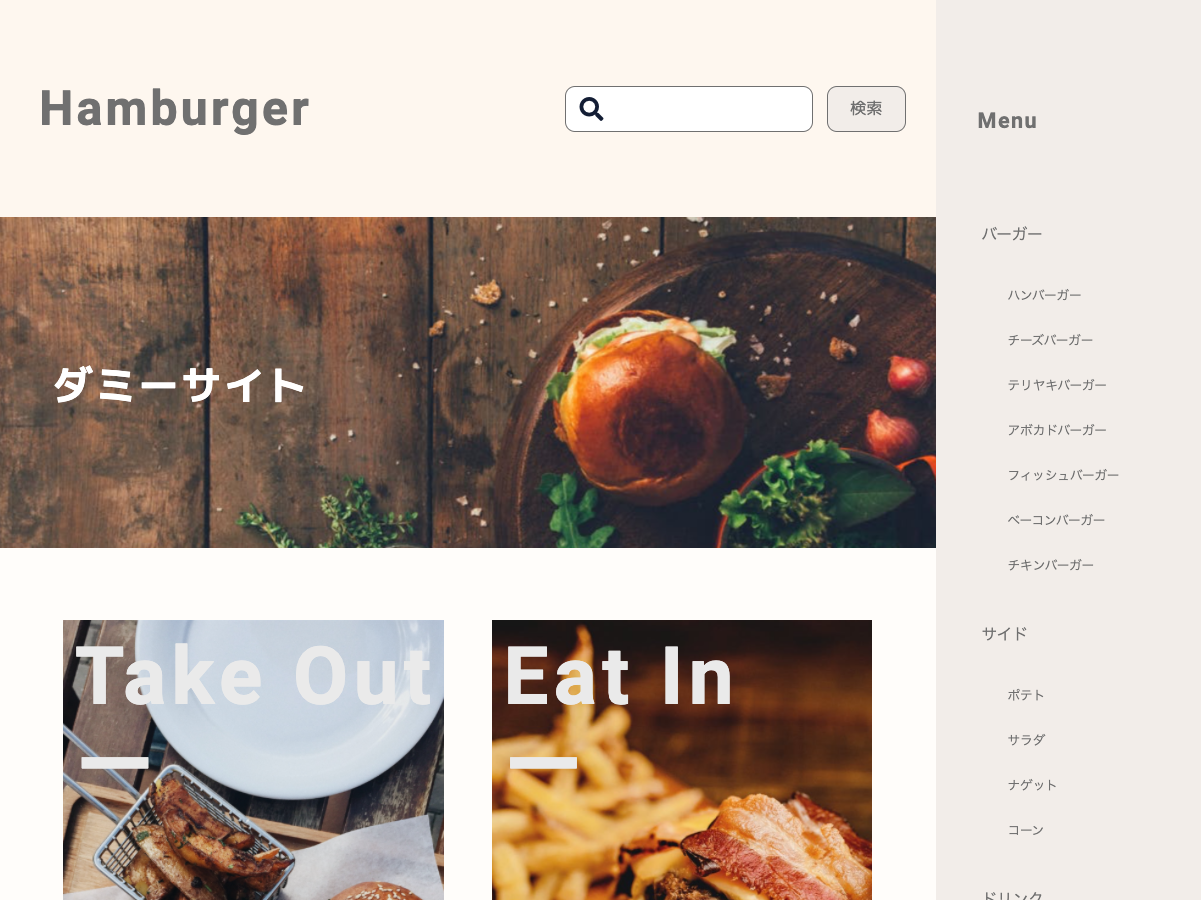 Hamburger
検索
ダミーサイト
Take Out
Eat In
Menu
バーガー
ハンバーガー
チーズバーガー
テリヤキバーガー
アボカドバーガー
フィッシュバーガー
ベーコンバーガー
チキンバーガー
サイド
ポテト
サラダ
ナゲット
コーン
ドリンク